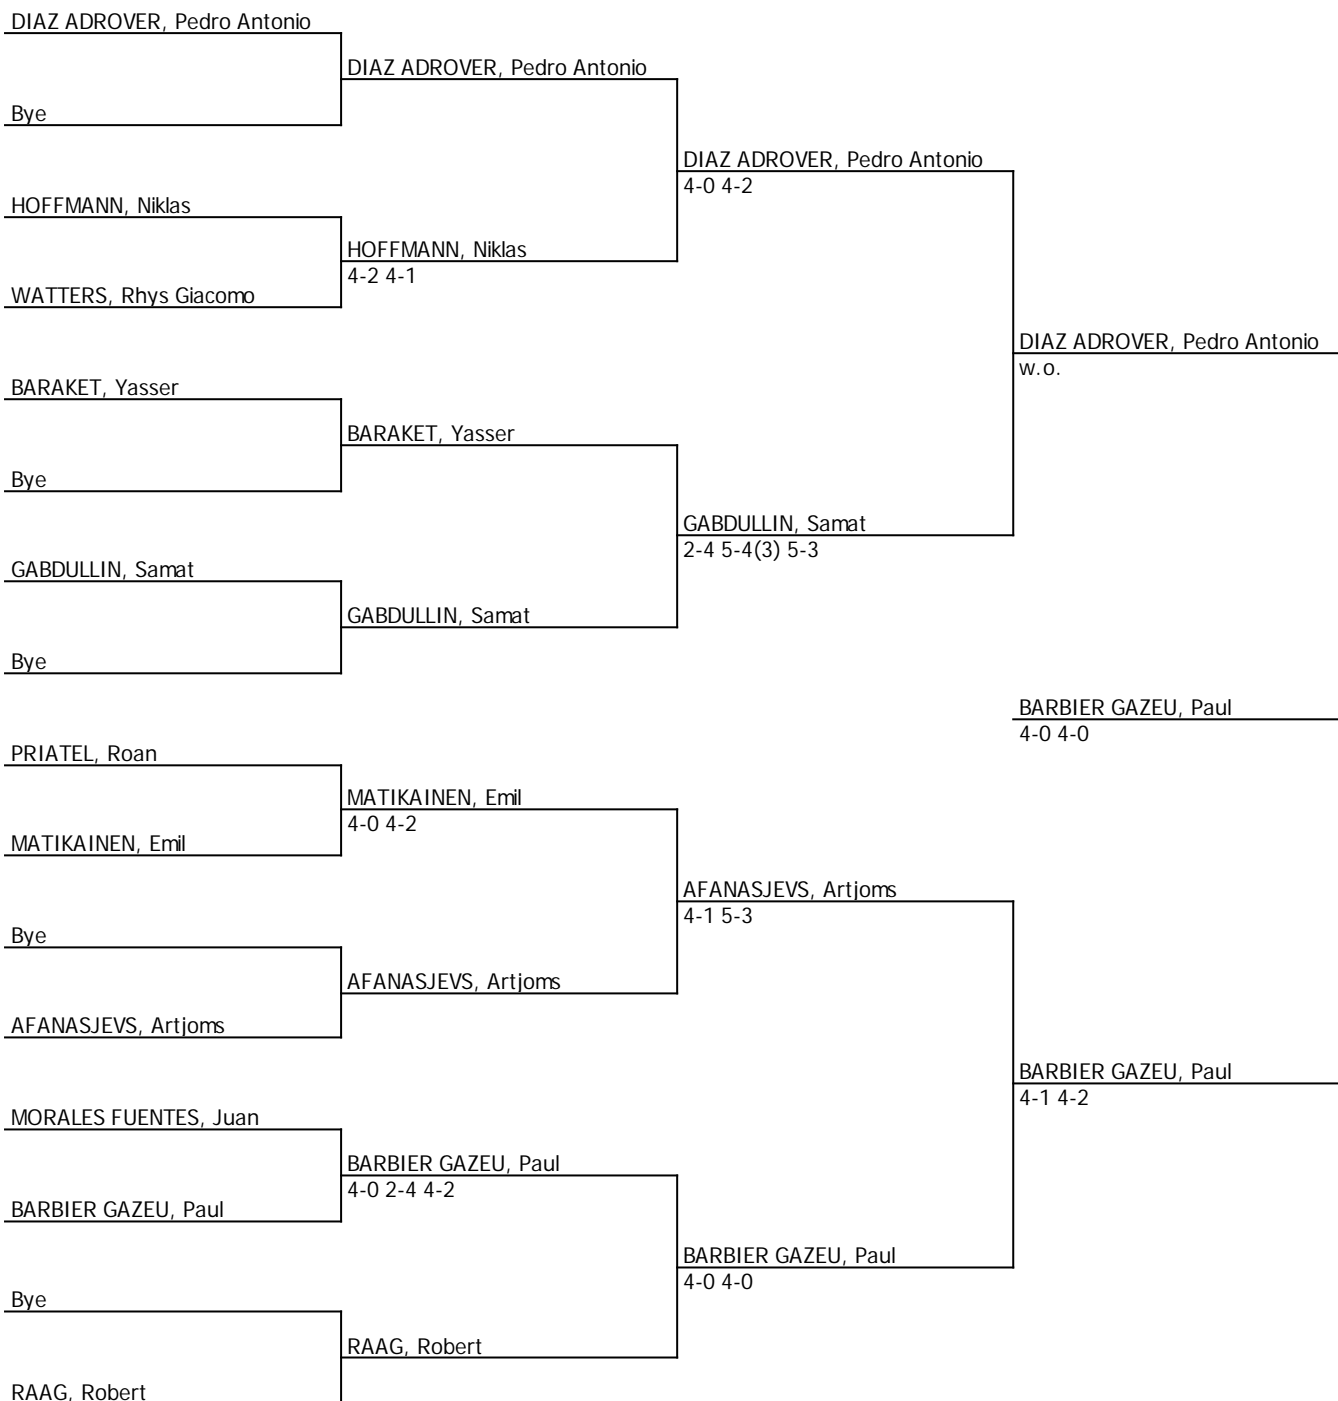 DIAZ ADROVER, Pedro Antonio
DIAZ ADROVER, Pedro Antonio
Bye
DIAZ ADROVER, Pedro Antonio
4-0 4-2
HOFFMANN, Niklas
HOFFMANN, Niklas
4-2 4-1
WATTERS, Rhys Giacomo
DIAZ ADROVER, Pedro Antonio
w.o.
BARAKET, Yasser
BARAKET, Yasser
Bye
GABDULLIN, Samat
2-4 5-4(3) 5-3
GABDULLIN, Samat
GABDULLIN, Samat
Bye
BARBIER GAZEU, Paul
4-0 4-0
PRIATEL, Roan
MATIKAINEN, Emil
4-0 4-2
MATIKAINEN, Emil
AFANASJEVS, Artjoms
4-1 5-3
Bye
AFANASJEVS, Artjoms
AFANASJEVS, Artjoms
BARBIER GAZEU, Paul
4-1 4-2
MORALES FUENTES, Juan
BARBIER GAZEU, Paul
4-0 2-4 4-2
BARBIER GAZEU, Paul
BARBIER GAZEU, Paul
4-0 4-0
Bye
RAAG, Robert
RAAG, Robert